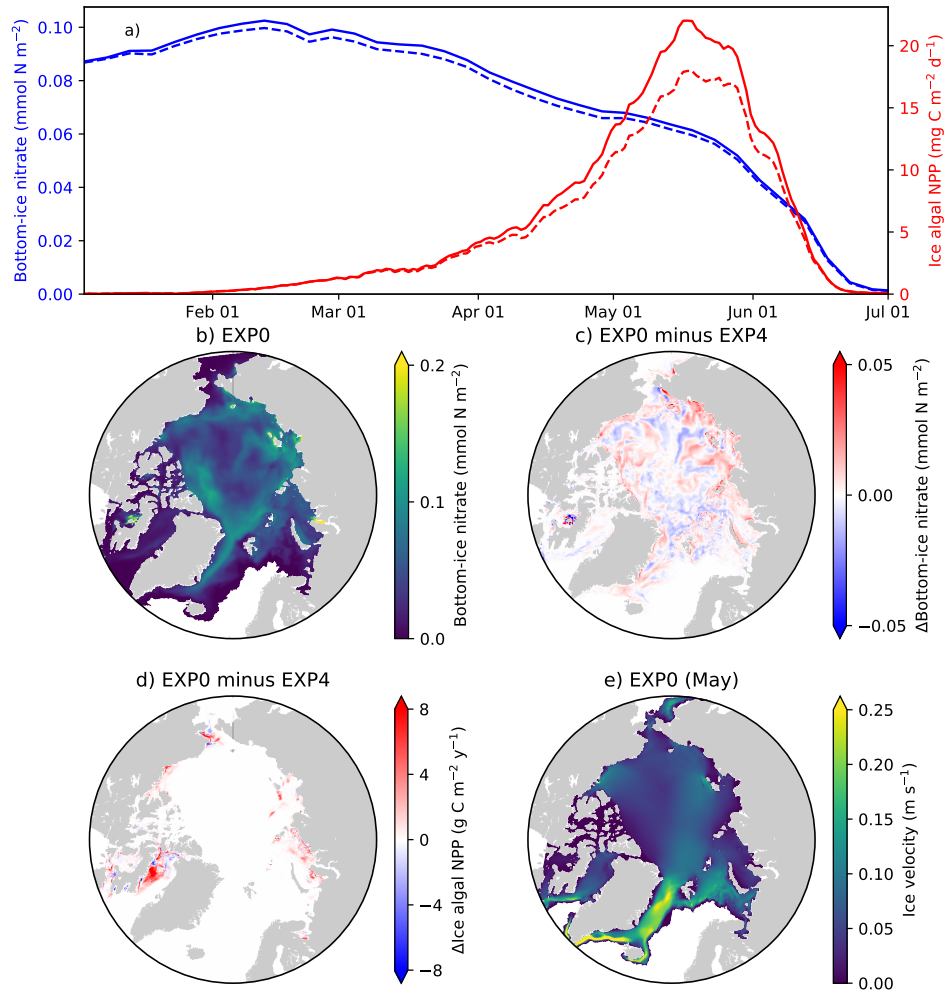 a)
Bottom-ice nitrate (mmol N m⁻²)
0.10
0.08
0.06
0.04
0.02
0.00
Ice algal NPP (mg C m⁻² d⁻¹)
20
15
10
5
0
Feb 01 Mar 01 Apr 01 May 01 Jun 01 Jul 01
b) EXP0
0.2
0.1
0.0
Bottom-ice nitrate (mmol N m⁻²)
c) EXP0 minus EXP4
0.05
0.00
−0.05
ΔBottom-ice nitrate (mmol N m⁻²)
d) EXP0 minus EXP4
8
4
0
−4
−8
ΔIce algal NPP (g C m⁻² y⁻¹)
e) EXP0 (May)
0.25
0.20
0.15
0.10
0.05
0.00
Ice velocity (m s⁻¹)